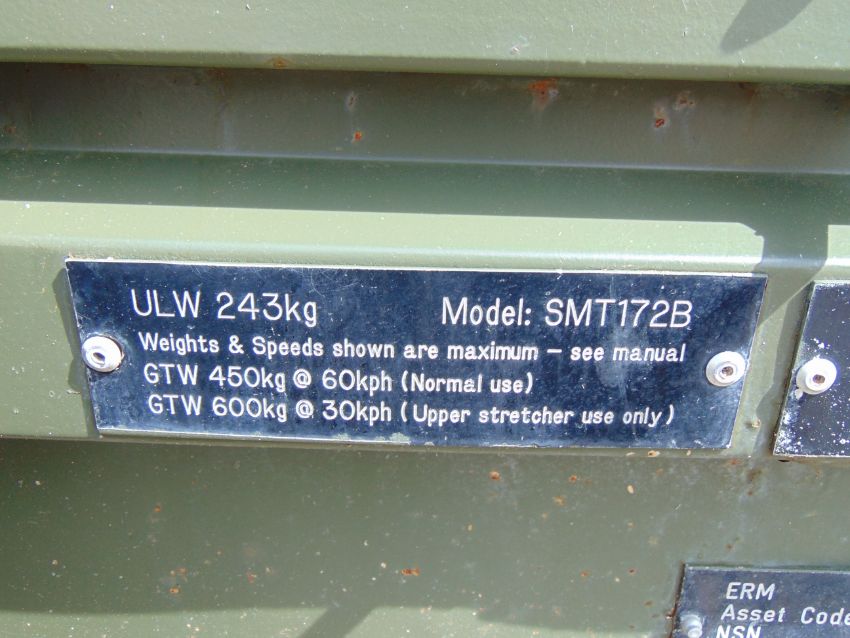 ULW 243kg Model: SMT172B
Weights & Speeds shown are maximum – see manual
GTW 450kg @ 60kph (Normal use)
GTW 600kg @ 30kph (Upper stretcher use only)
ERM
Asset Code
NSN